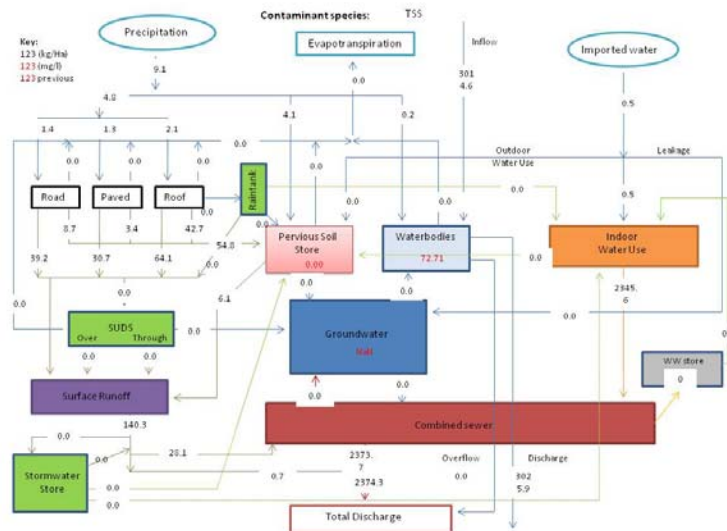 Contaminant species: TSS
Precipitation
Evapotranspiration
Inflow
Imported water
Key:
123 (kg/Ha)
123 (mg/l)
123 previous
9.1
0.0
301
4.6
0.5
4.8
4.1
0.2
1.4
1.3
2.1
0.0
0.0
0.0
0.0
0.0
0.0
Outdoor
Water Use
Leakage
0.0
0.0
0.5
Road
Paved
Roof
0.0
Raintank
8.7
3.4
42.7
0.0
54.8
Pervious Soil
Store
0.00
Waterbodies
72.71
Indoor
Water Use
0.0
39.2
30.7
64.1
0.0
0.0
6.1
0.0
0.0
2345.
6
0.0
SUDS
Over
Through
0.0
0.0
0.0
Groundwater
NaN
0.0
WW store
0
Surface Runoff
0.0
0.0
140.3
Combined sewer
0.0
28.1
Stormwater
Store
0.0
0.0
0.7
2373.
7
2374.3
Overflow
0.0
Discharge
302
5.9
Total Discharge